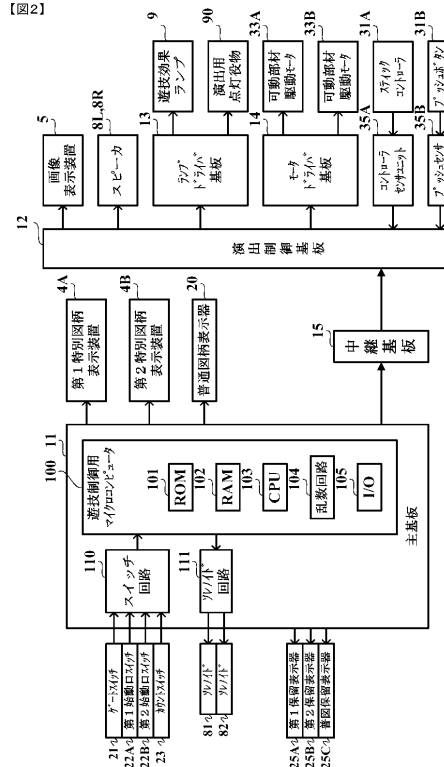 【図2】
5
画像
表示装置
8L,8R
スピーカ
9
遊技効果
ランプ
90
演出用
点灯役物
33A
可動部材
駆動モータ
33B
可動部材
駆動モータ
31A
スティック
コントローラ
31B
プッシュボタン
13
ランプ
ドライバ
基板
14
モータ
ドライバ
基板
35A
コントローラ
センサユニット
35B
プッシュセンサ
12
演出制御基板
4A
第1特別図柄
表示装置
4B
第2特別図柄
表示装置
20
普通図柄表示器
15
中継基板
11
主基板
100
遊技制御用
マイクロコンピュータ
101
ROM
102
RAM
103
CPU
104
乱数回路
105
I/O
110
スイッチ
回路
111
ソレノイド
回路
21
ゲートスイッチ
22A
第1始動口スイッチ
22B
第2始動口スイッチ
23
カウントスイッチ
81
ソレノイド
82
ソレノイド
25A
第1保留表示器
25B
第2保留表示器
25C
普図保留表示器